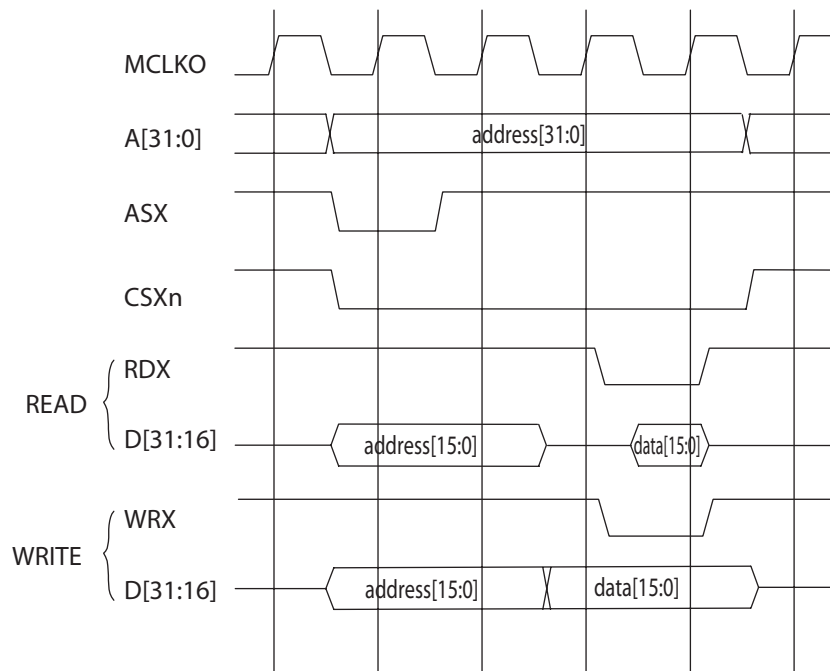 MCLKO
A[31:0]
address[31:0]
ASX
CSXn
READ
RDX
D[31:16]
address[15:0]
data[15:0]
WRITE
WRX
D[31:16]
address[15:0]
data[15:0]